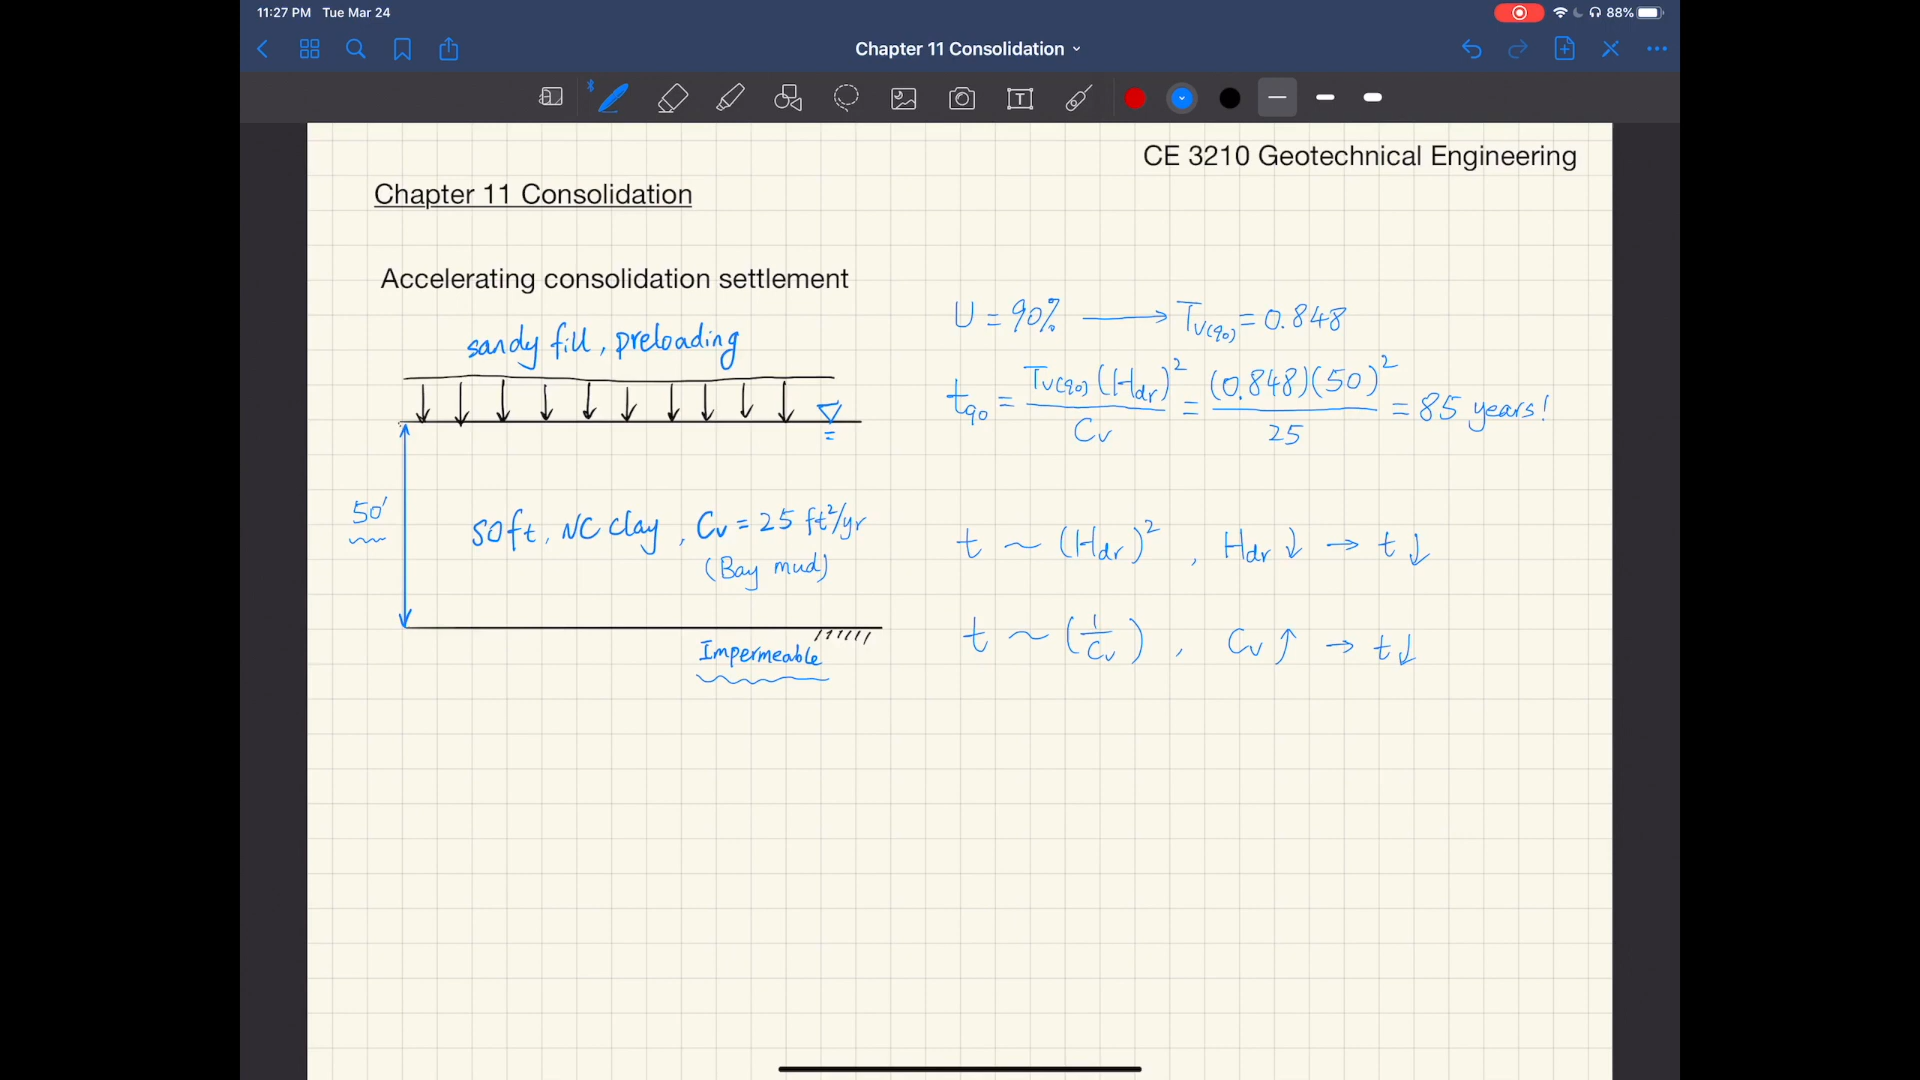 11:27 PM Tue Mar 24
88%
Chapter 11 Consolidation
T
CE 3210 Geotechnical Engineering
Chapter 11 Consolidation
Accelerating consolidation settlement
sandy fill, preloading
50'
soft, NC clay, Cv = 25 ft²/yr
(Bay mud)
Impermeable
U = 90% → Tv(90) = 0.848
t90 = Tv(90) (Hdr)² / Cv = (0.848)(50)² / 25 = 85 years!
t ~ (Hdr)², Hdr ↓ → t ↓
t ~ (1/Cv), Cv ↑ → t ↓